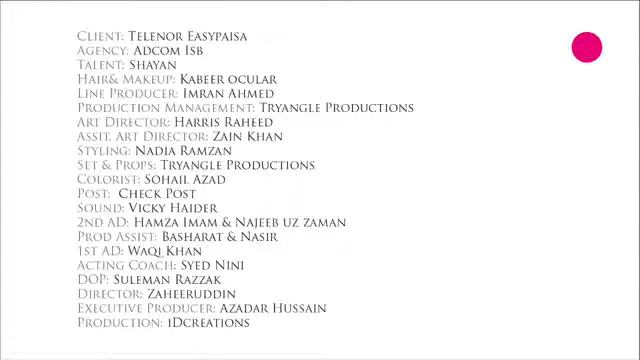 Client: Telenor Easypaisa
Agency: Adcom Isb
Talent: Shayan
Hair& Makeup: Kabeer ocular
Line Producer: Imran Ahmed
Production Management: Tryangle Productions
Art Director: Harris Raheed
Assit. Art Director: Zain Khan
Styling: Nadia Ramzan
Set & Props: Tryangle Productions
Colorist: Sohail Azad
Post: Check Post
Sound: Vicky Haider
2nd AD: Hamza Imam & Najeeb uz zaman
Prod Assist: Basharat & Nasir
1st AD: Waqi Khan
Acting Coach: Syed Nini
DOP: Suleman Razzak
Director: Zaheeruddin
Executive Producer: Azadar Hussain
Production: iDcreations